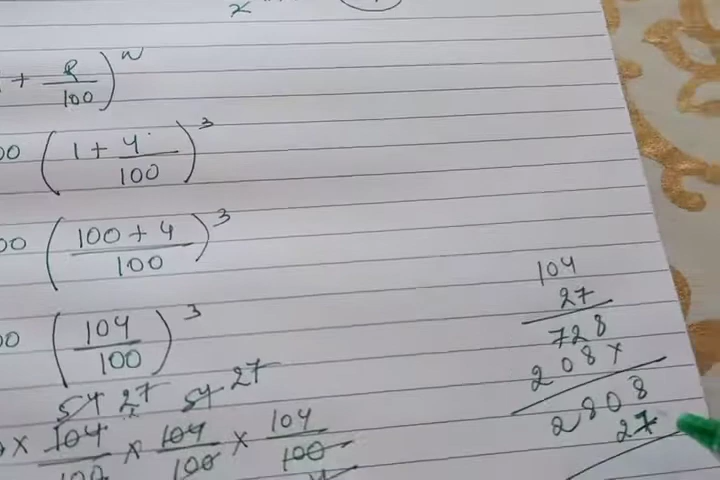 + R/100)^n
00 (1 + 4/100)^3
00 (100 + 4/100)^3
00 (104/100)^3
54 27 54 27
× 104/100 × 104/100 × 104/100
104
27
728
208×
2808
27